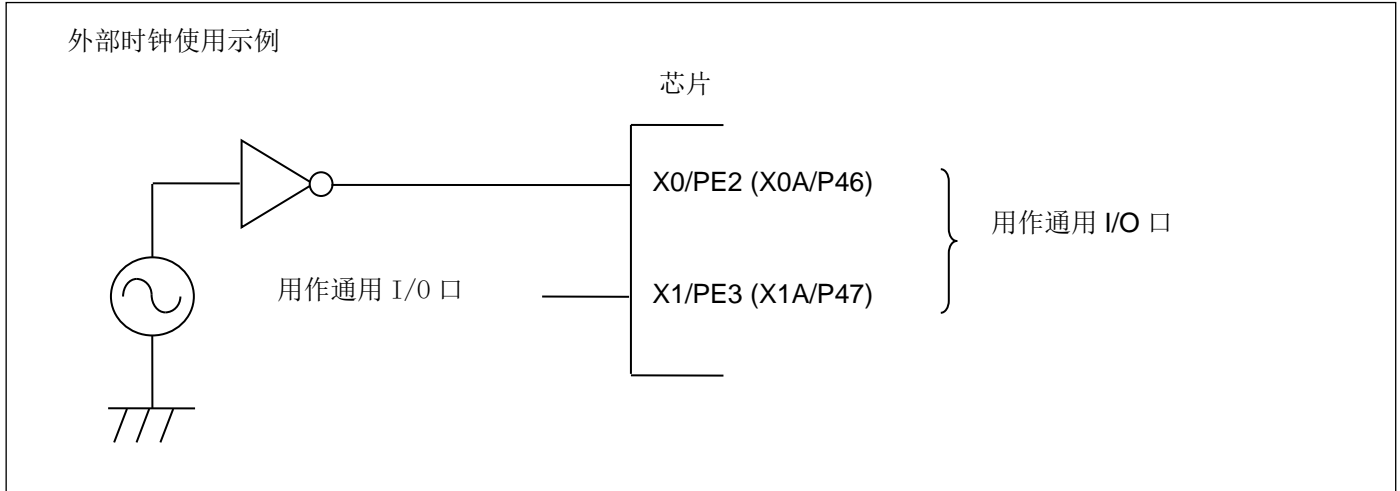 外部时钟使用示例
芯片
X0/PE2 (X0A/P46)
用作通用 I/O 口
用作通用 I/0 口
X1/PE3 (X1A/P47)